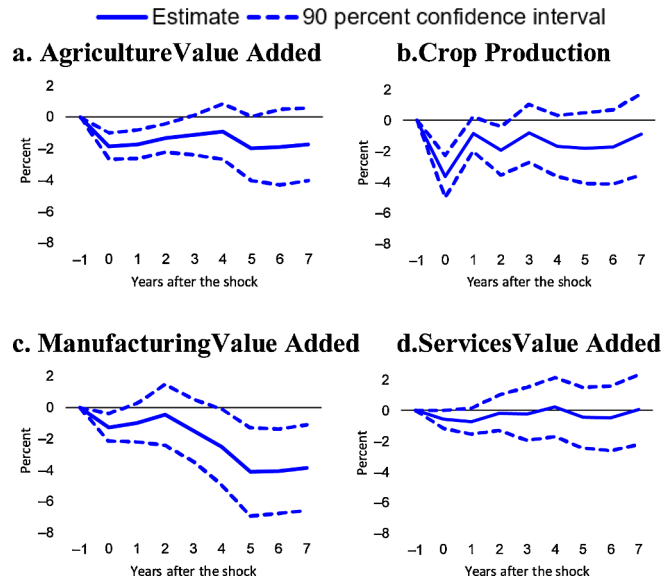 Estimate 90 percent confidence interval
a. AgricultureValue Added
b.Crop Production
2
0
–2
–4
–6
–8
Percent
–1 0 1 2 3 4 5 6 7
Years after the shock
2
0
–2
–4
–6
–8
Percent
–1 0 1 2 3 4 5 6 7
Years after the shock
c. ManufacturingValue Added
d.ServicesValue Added
2
0
–2
–4
–6
–8
Percent
–1 0 1 2 3 4 5 6 7
Years after the shock
2
0
–2
–4
–6
–8
Percent
–1 0 1 2 3 4 5 6 7
Years after the shock